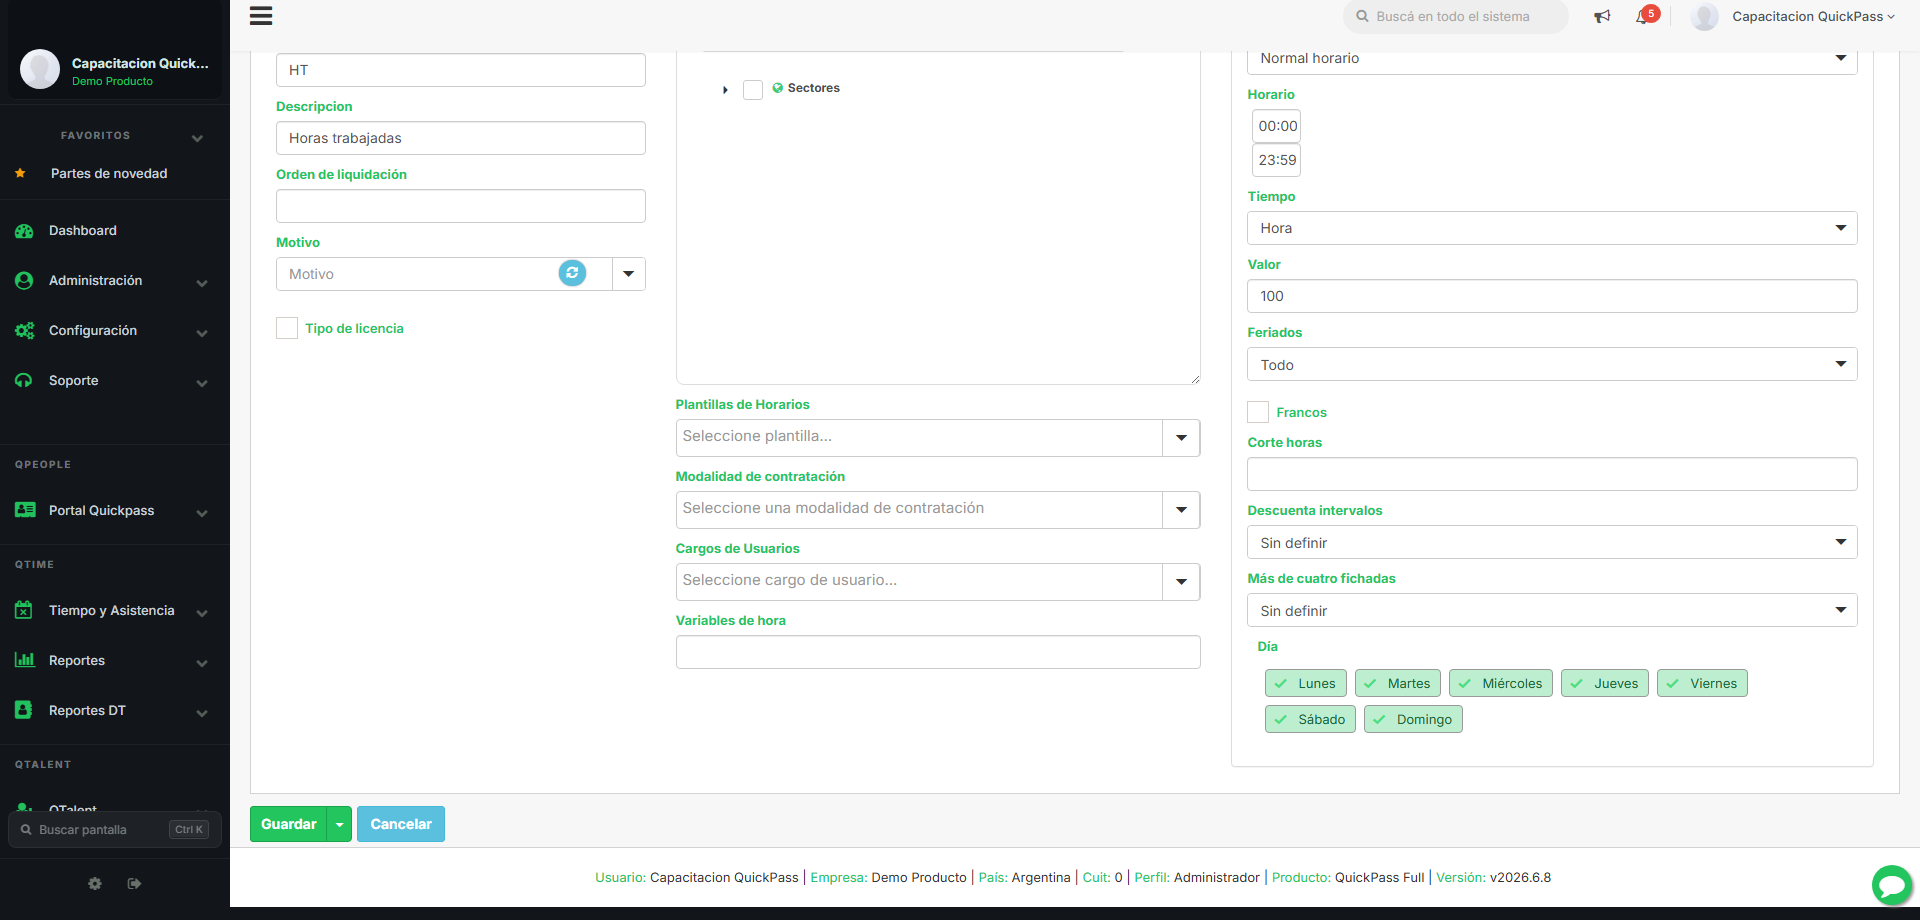 Capacitacion Quick...
Demo Producto
FAVORITOS
Partes de novedad
Dashboard
Administración
Configuración
Soporte
QPEOPLE
Portal Quickpass
QTIME
Tiempo y Asistencia
Reportes
Reportes DT
QTALENT
QTalent
Buscar pantalla Ctrl K
Buscá en todo el sistema
5
Capacitacion QuickPass
HT
Descripcion
Horas trabajadas
Orden de liquidación
Motivo
Motivo
Tipo de licencia
Sectores
Plantillas de Horarios
Seleccione plantilla...
Modalidad de contratación
Seleccione una modalidad de contratación
Cargos de Usuarios
Seleccione cargo de usuario...
Variables de hora
Normal horario
Horario
00:00
23:59
Tiempo
Hora
Valor
100
Feriados
Todo
Francos
Corte horas
Descuenta intervalos
Sin definir
Más de cuatro fichadas
Sin definir
Día
Lunes Martes Miércoles Jueves Viernes
Sábado Domingo
Guardar Cancelar
Usuario: Capacitacion QuickPass | Empresa: Demo Producto | País: Argentina | Cuit: 0 | Perfil: Administrador | Producto: QuickPass Full | Versión: v2026.6.8